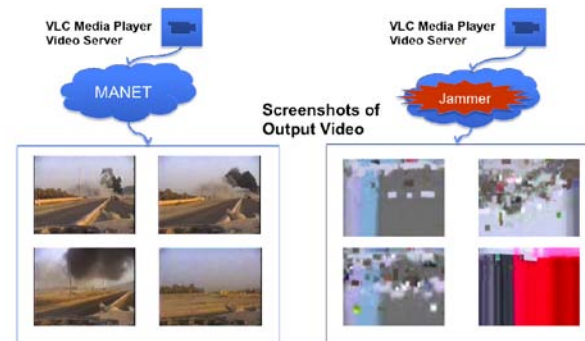 VLC Media Player
Video Server
MANET
VLC Media Player
Video Server
Jammer
Screenshots of
Output Video